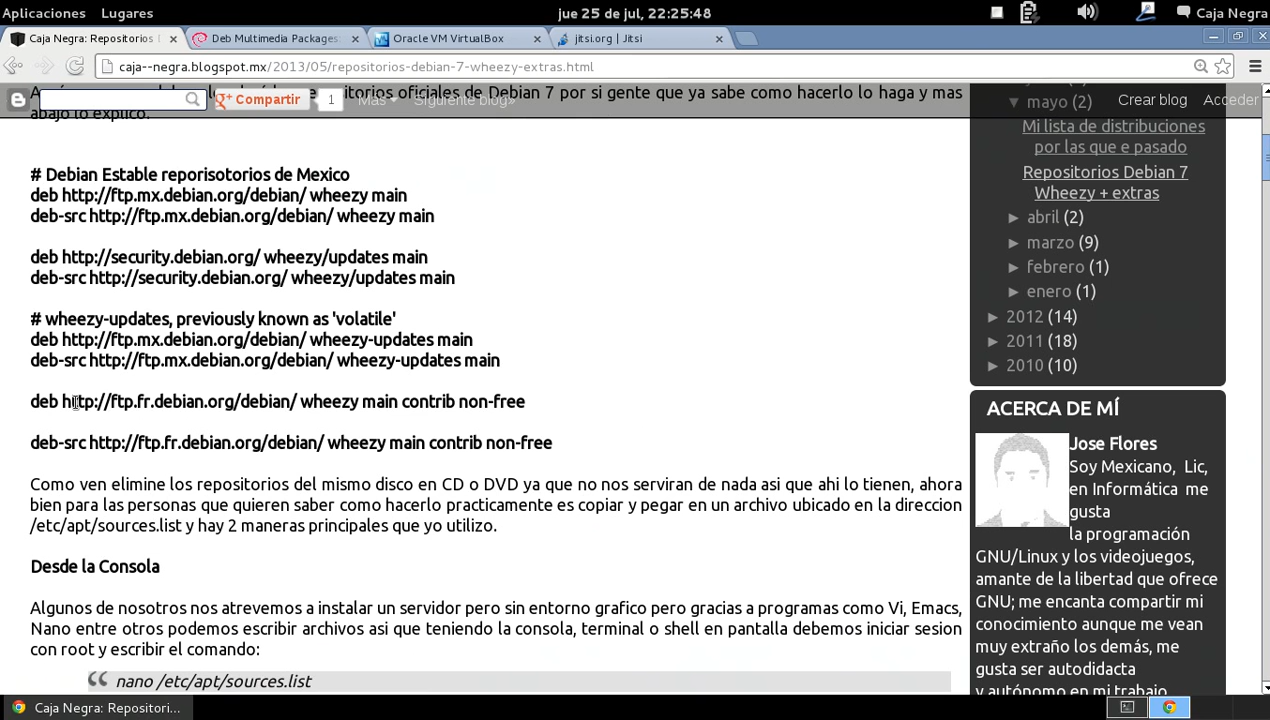 Aplicaciones Lugares jue 25 de jul, 22:25:48 Caja Negra
Caja Negra: Repositorios Deb Multimedia Packages: Oracle VM VirtualBox jitsi.org | Jitsi
caja--negra.blogspot.mx/2013/05/repositorios-debian-7-wheezy-extras.html
oficiales de Debian 7 por si gente que ya sabe como hacerlo lo haga y mas
abajo lo explico.
Compartir 1 Más Siguiente blog» Crear blog Acceder
# Debian Estable reporisotorios de Mexico
deb http://ftp.mx.debian.org/debian/ wheezy main
deb-src http://ftp.mx.debian.org/debian/ wheezy main
deb http://security.debian.org/ wheezy/updates main
deb-src http://security.debian.org/ wheezy/updates main
# wheezy-updates, previously known as 'volatile'
deb http://ftp.mx.debian.org/debian/ wheezy-updates main
deb-src http://ftp.mx.debian.org/debian/ wheezy-updates main
deb http://ftp.fr.debian.org/debian/ wheezy main contrib non-free
deb-src http://ftp.fr.debian.org/debian/ wheezy main contrib non-free
Como ven elimine los repositorios del mismo disco en CD o DVD ya que no nos serviran de nada asi que ahi lo tienen, ahora
bien para las personas que quieren saber como hacerlo practicamente es copiar y pegar en un archivo ubicado en la direccion
/etc/apt/sources.list y hay 2 maneras principales que yo utilizo.
Desde la Consola
Algunos de nosotros nos atrevemos a instalar un servidor pero sin entorno grafico pero gracias a programas como Vi, Emacs,
Nano entre otros podemos escribir archivos asi que teniendo la consola, terminal o shell en pantalla debemos iniciar sesion
con root y escribir el comando:
nano /etc/apt/sources.list
▼ mayo (2)
Mi lista de distribuciones
por las que e pasado
Repositorios Debian 7
Wheezy + extras
► abril (2)
► marzo (9)
► febrero (1)
► enero (1)
► 2012 (14)
► 2011 (18)
► 2010 (10)
ACERCA DE MÍ
Jose Flores
Soy Mexicano, Lic,
en Informática me
gusta
la programación
GNU/Linux y los videojuegos,
amante de la libertad que ofrece
GNU; me encanta compartir mi
conocimiento aunque me vean
muy extraño los demás, me
gusta ser autodidacta
y autónomo en mi trabajo
Caja Negra: Repositori...